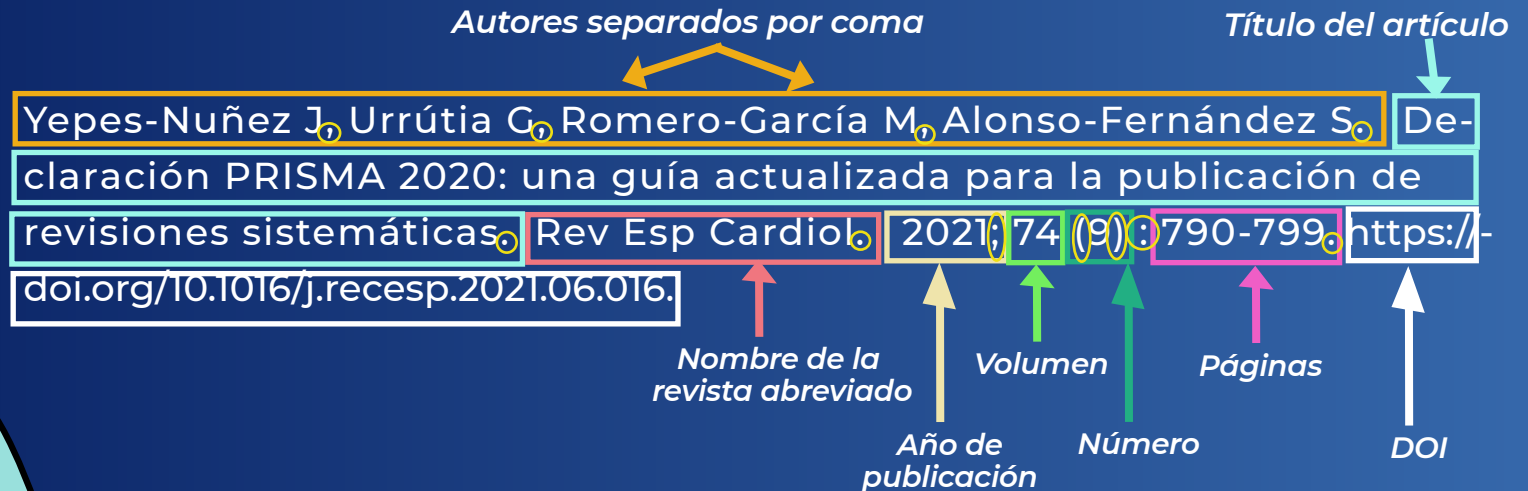 Autores separados por coma
Título del artículo
Yepes-Nuñez J, Urrútia G, Romero-García M, Alonso-Fernández S. De-
claración PRISMA 2020: una guía actualizada para la publicación de
revisiones sistemáticas. Rev Esp Cardiol. 2021; 74 (9) : 790-799. https://-
doi.org/10.1016/j.recesp.2021.06.016.
Nombre de la
revista abreviado
Volumen
Páginas
Año de
publicación
Número
DOI